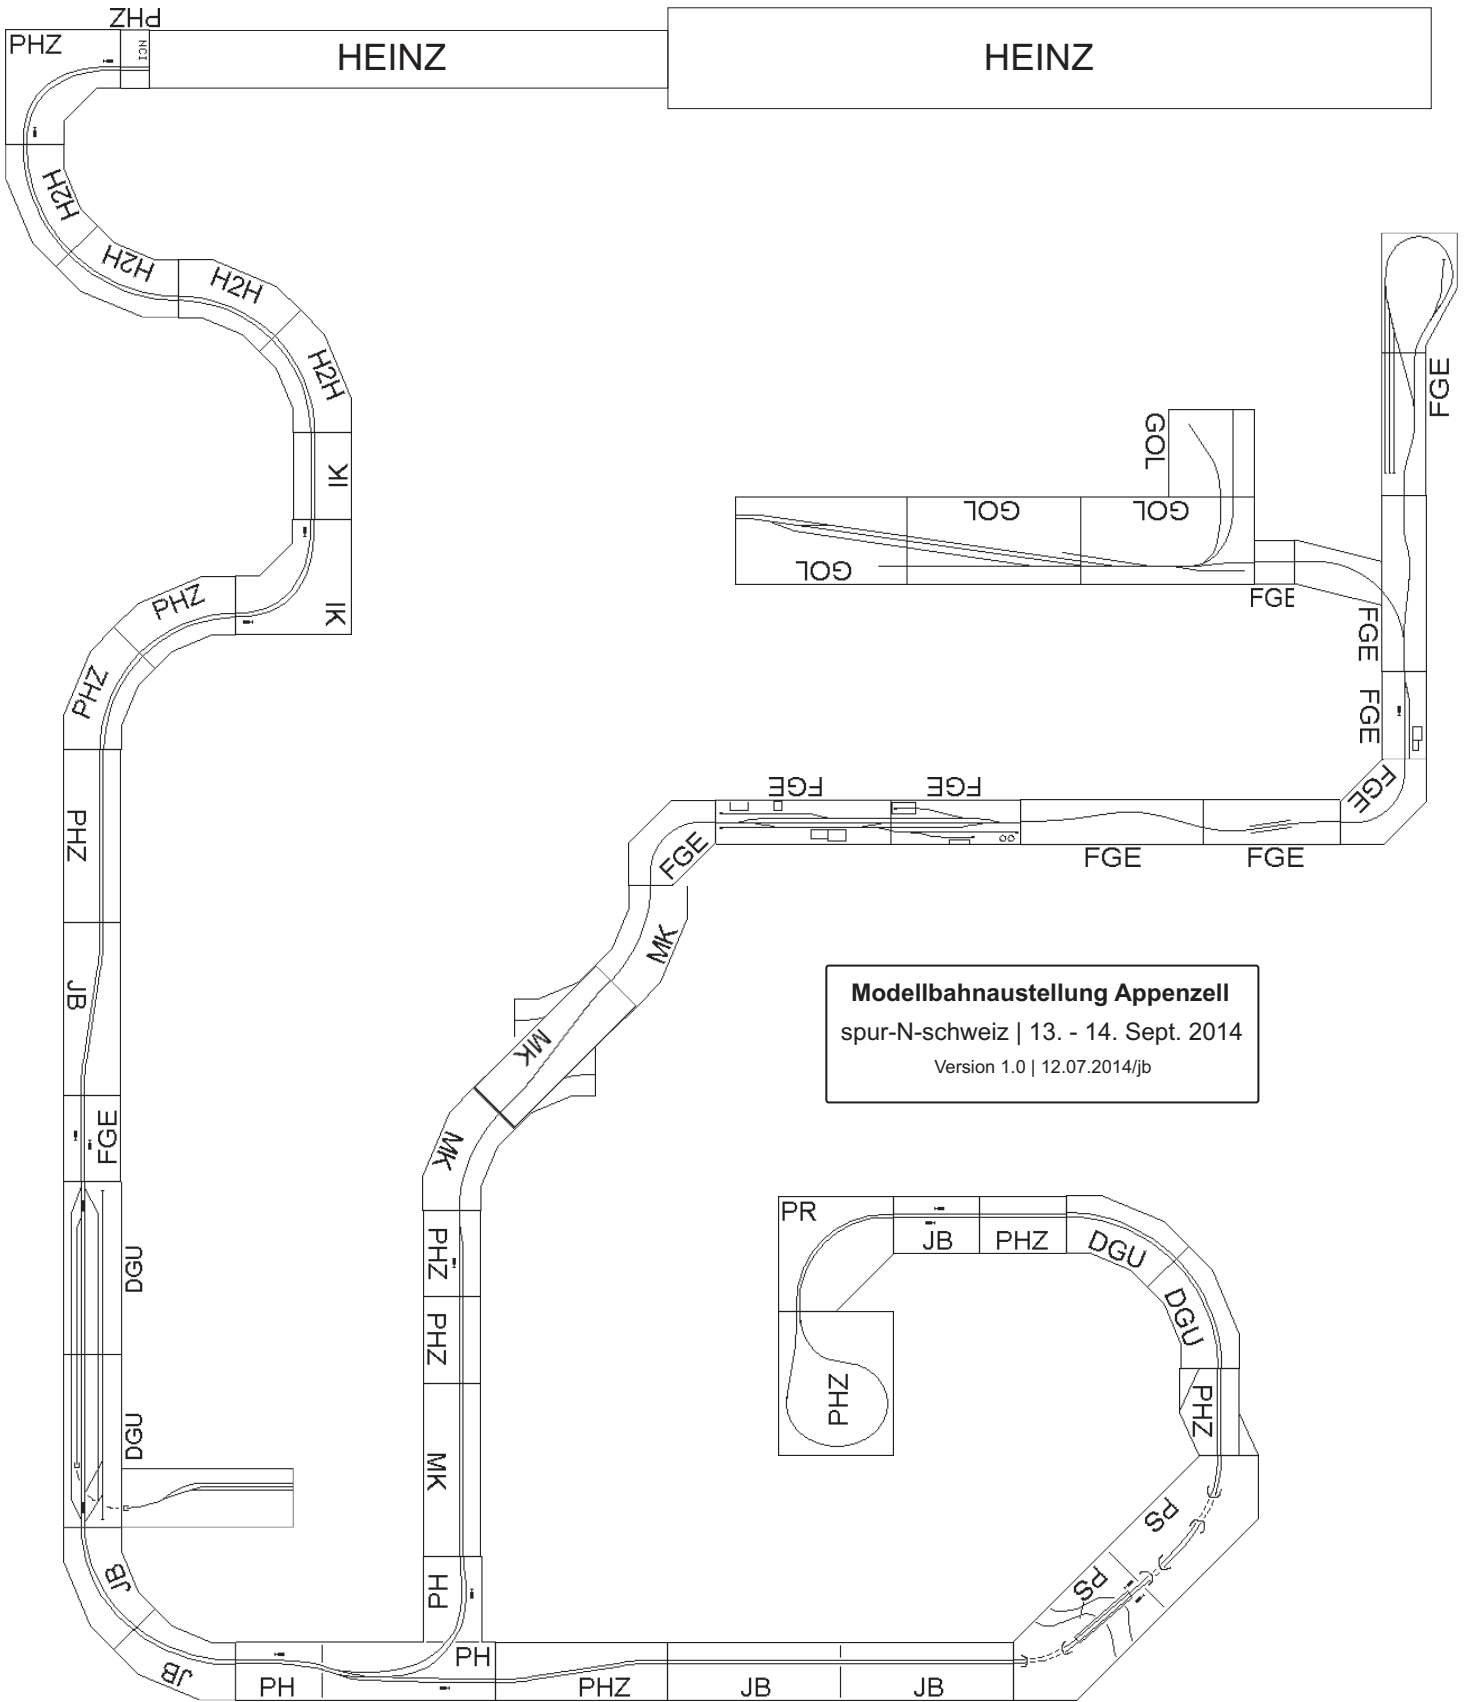 PHZ
PHZ
NCI
HEINZ
HEINZ
H2H
H2H
H2H
H2H
IK
IK
PHZ
PHZ
PHZ
JB
FGE
DGU
DGU
JB
JB
FGE
GOL
GOL
GOL
GOL
FGE
FGE
FGE
FGE
FGE
FGE
FGE
FGE
FGE
MK
MK
MK
PHZ
PHZ
MK
PH
Modellbahnaustellung Appenzell
spur-N-schweiz | 13. - 14. Sept. 2014
Version 1.0 | 12.07.2014/jb
PR
JB
PHZ
DGU
DGU
PHZ
PHZ
PS
PS
PH
PH
PHZ
JB
JB